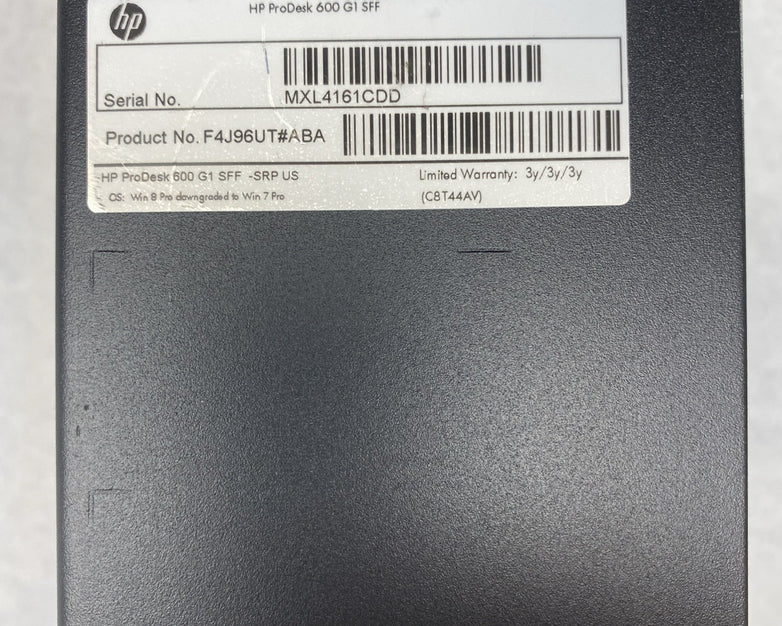 hp
HP ProDesk 600 G1 SFF
Serial No.
MXL4161CDD
Product No. F4J96UT#ABA
HP ProDesk 600 G1 SFF -SRP US
Limited Warranty: 3y/3y/3y
OS: Win 8 Pro downgraded to Win 7 Pro
(C8T44AV)